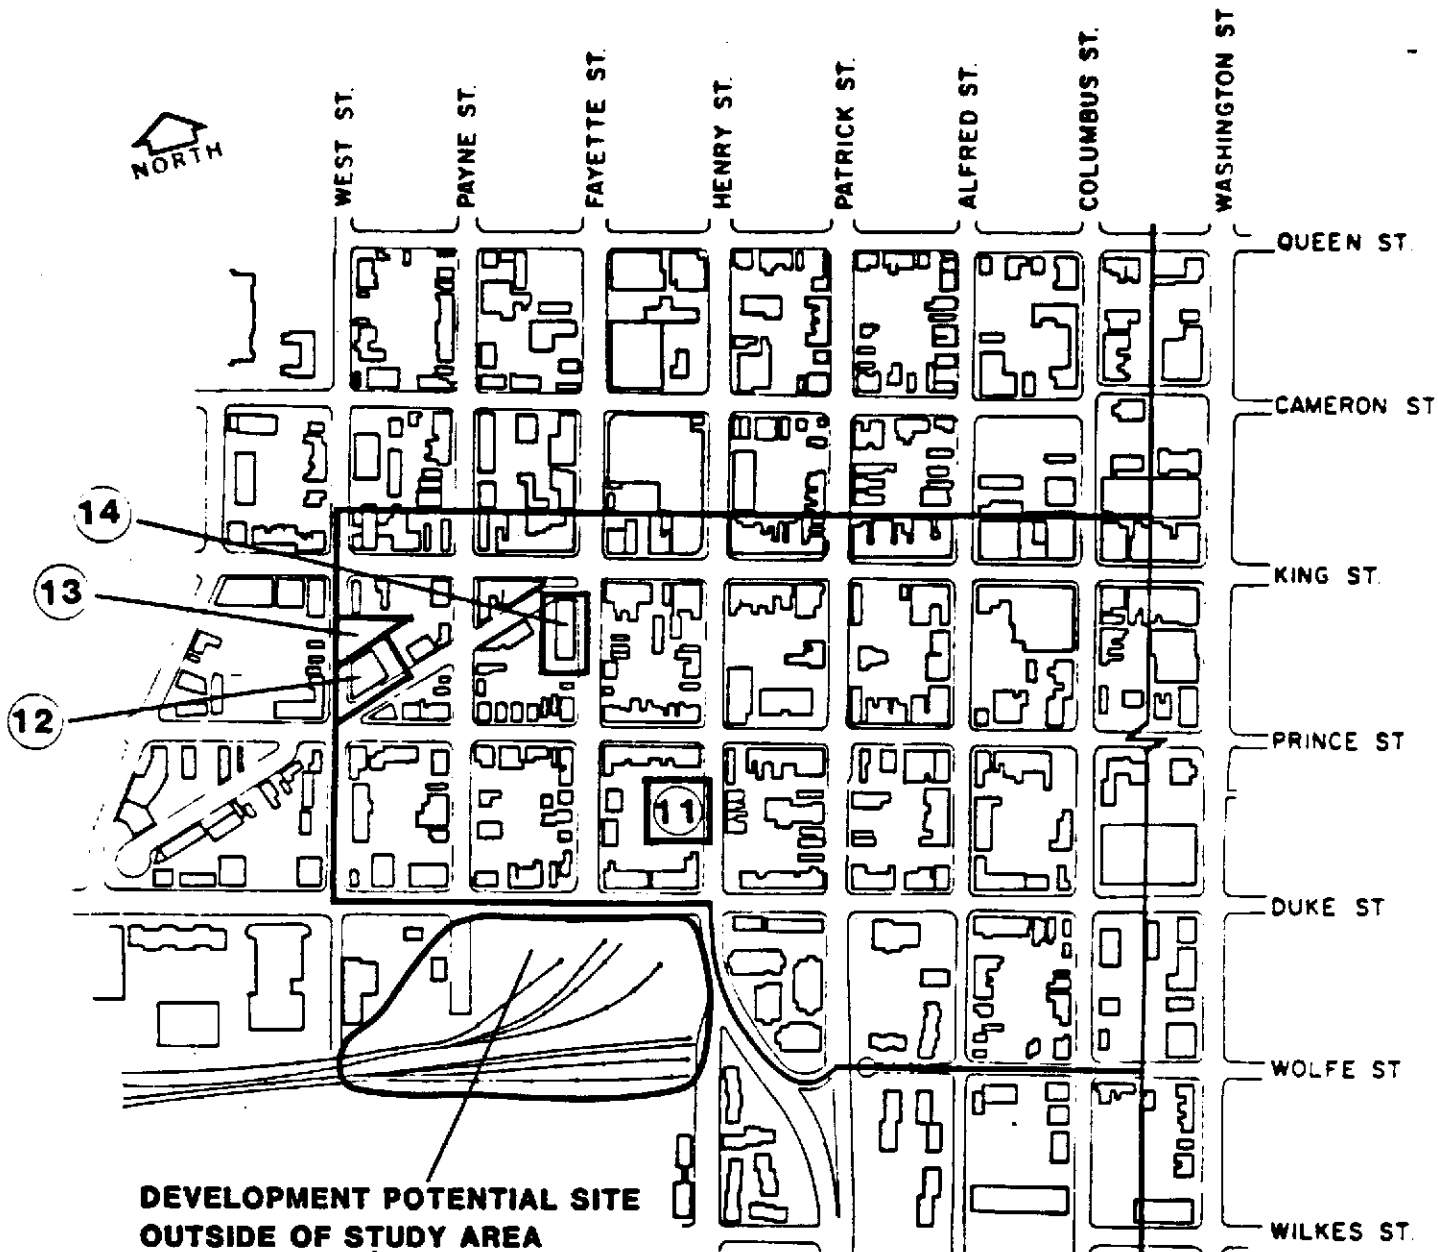 WEST ST.
PAYNE ST.
FAYETTE ST.
HENRY ST.
PATRICK ST.
ALFRED ST.
COLUMBUS ST.
WASHINGTON ST
NORTH
QUEEN ST.
CAMERON ST
14
KING ST.
13
12
PRINCE ST
11
DUKE ST
WOLFE ST
DEVELOPMENT POTENTIAL SITE
OUTSIDE OF STUDY AREA
WILKES ST.